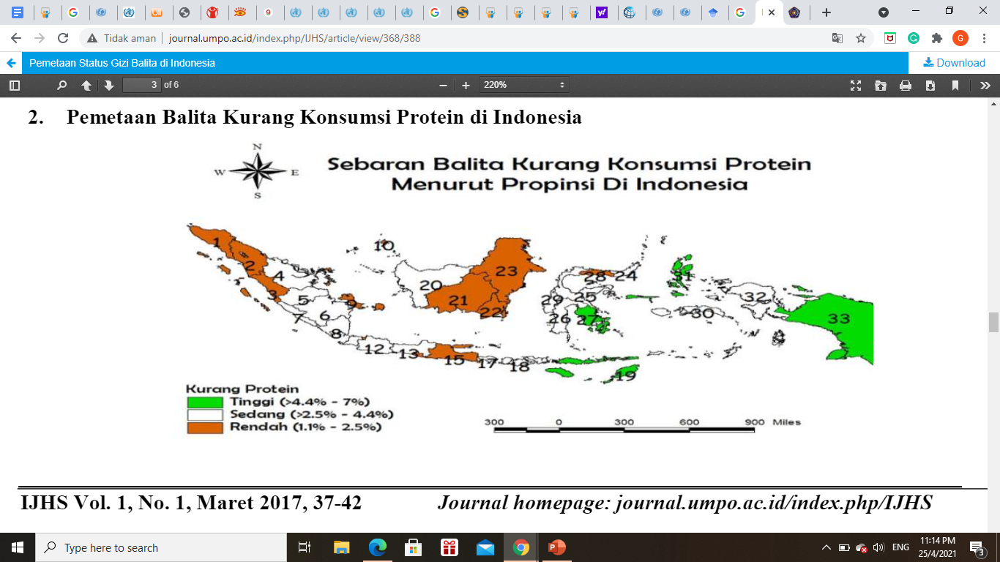 Tidak aman
journal.umpo.ac.id/index.php/IJHS/article/view/368/388
G
Pemetaan Status Gizi Balita di Indonesia
Download
3 of 6
220%
2. Pemetaan Balita Kurang Konsumsi Protein di Indonesia
N
W E
S
Sebaran Balita Kurang Konsumsi Protein
Menurut Propinsi Di Indonesia
1
2
3
4
5
6
7
8
9
10
12
13
15
17
18
19
20
21
22
23
24
25
26
27
28
29
30
31
32
33
Kurang Protein
Tinggi (>4.4% - 7%)
Sedang (>2.5% - 4.4%)
Rendah (1.1% - 2.5%)
300 0 300 600 900 Miles
IJHS Vol. 1, No. 1, Maret 2017, 37-42 Journal homepage: journal.umpo.ac.id/index.php/IJHS
Type here to search
ENG
11:14 PM
25/4/2021
3